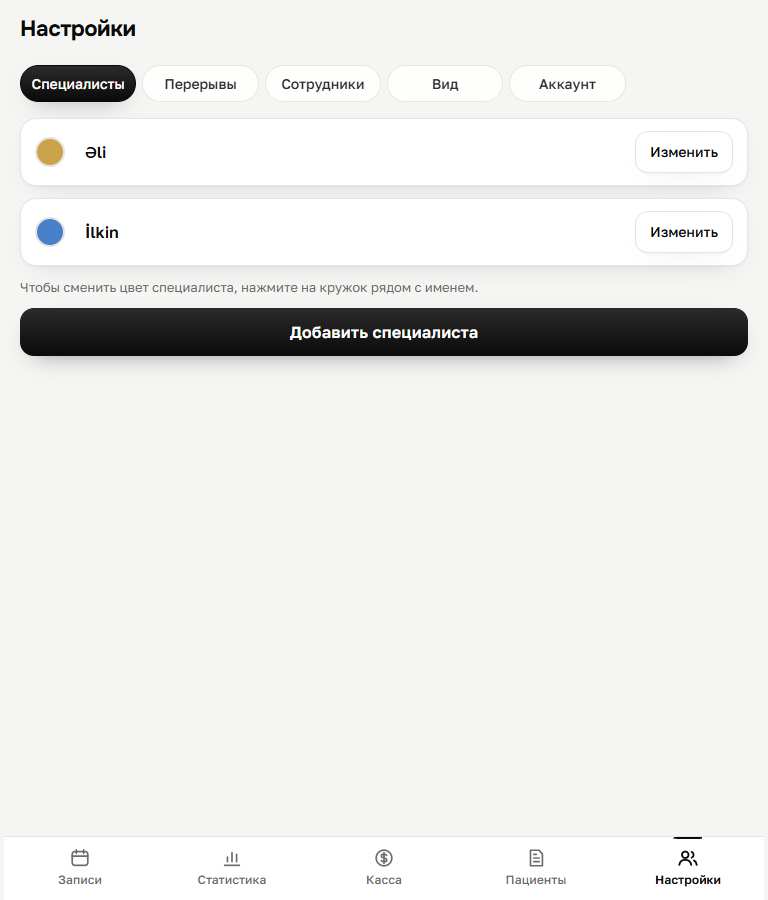 Настройки
Специалисты Перерывы Сотрудники Вид Аккаунт
Əli Изменить
İlkin Изменить
Чтобы сменить цвет специалиста, нажмите на кружок рядом с именем.
Добавить специалиста
Записи Статистика Касса Пациенты Настройки